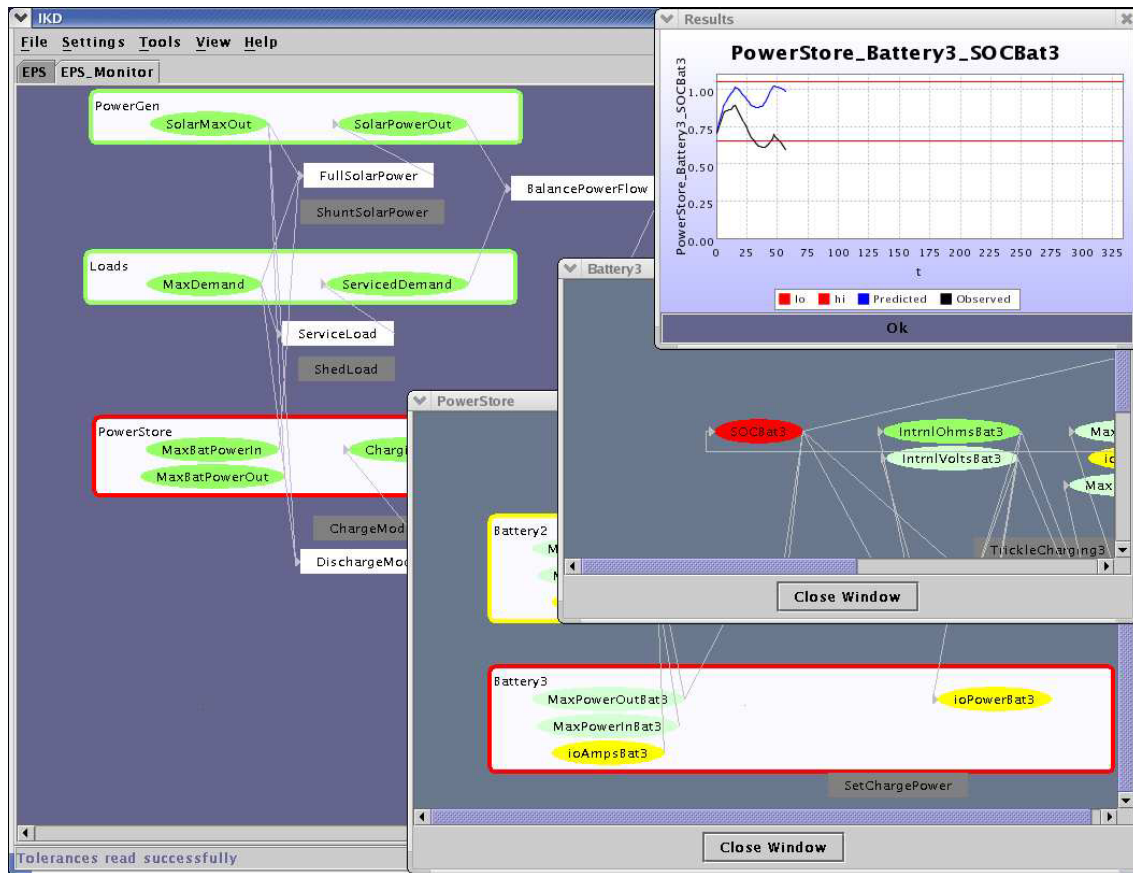 IKD
File Settings Tools View Help
EPS EPS_Monitor
PowerGen
SolarMaxOut
SolarPowerOut
FullSolarPower
BalancePowerFlow
ShuntSolarPower
Loads
MaxDemand
ServicedDemand
ServiceLoad
ShedLoad
PowerStore
MaxBatPowerIn
MaxBatPowerOut
Chargi
ChargeMod
DischargeMod
Tolerances read successfully
PowerStore
Battery2
M
M
Battery3
MaxPowerOutBat3
ioPowerBat3
MaxPowerInBat3
ioAmpsBat3
SetChargePower
Close Window
Battery3
SOCBat3
IntrnlOhmsBat3
Max
IntrnlVoltsBat3
io
Max
TrickleCharging3
Close Window
Results
PowerStore_Battery3_SOCBat3
PowerStore_Battery3_SOCBat3
1.00
0.75
0.50
0.25
0.00
0 25 50 75 100 125 150 175 200 225 250 275 300 325
t
lo hi Predicted Observed
Ok